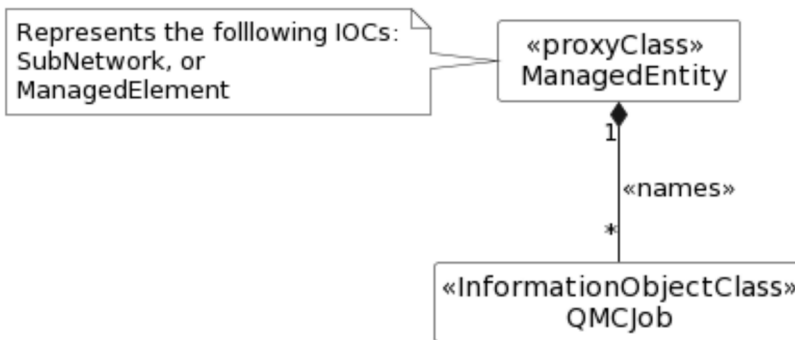 Represents the folllowing IOCs:
SubNetwork, or
ManagedElement
«proxyClass»
ManagedEntity
1
«names»
*
«InformationObjectClass»
QMCJob